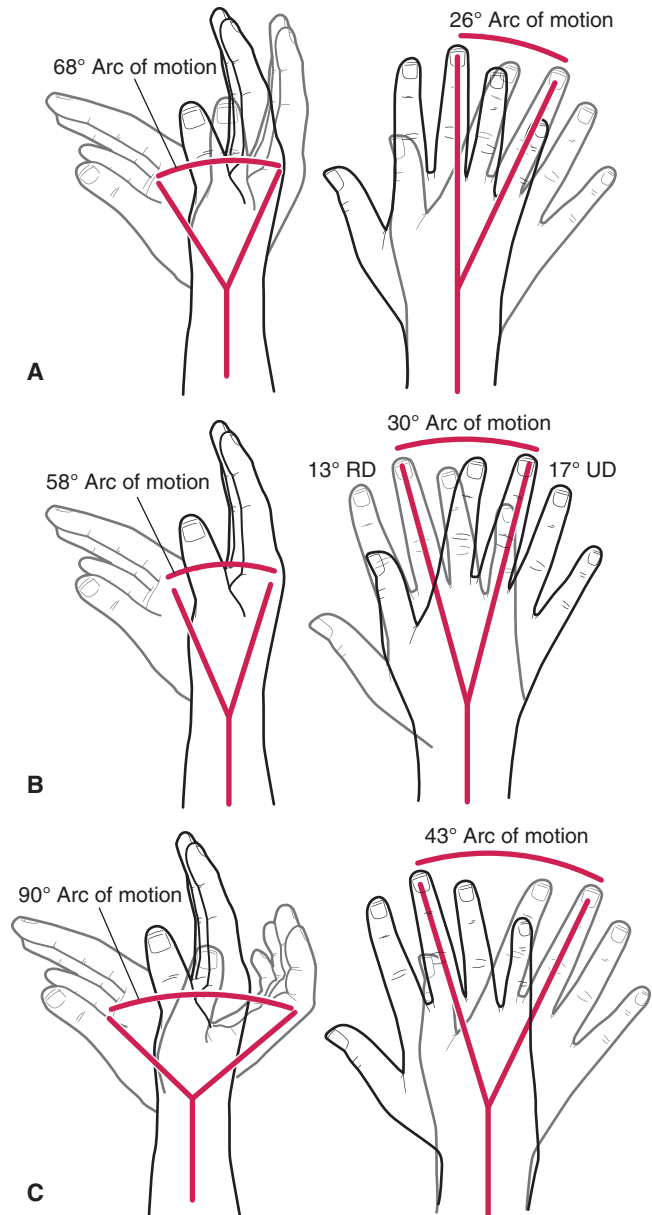 68° Arc of motion
26° Arc of motion
A
58° Arc of motion
30° Arc of motion
13° RD
17° UD
B
90° Arc of motion
43° Arc of motion
C